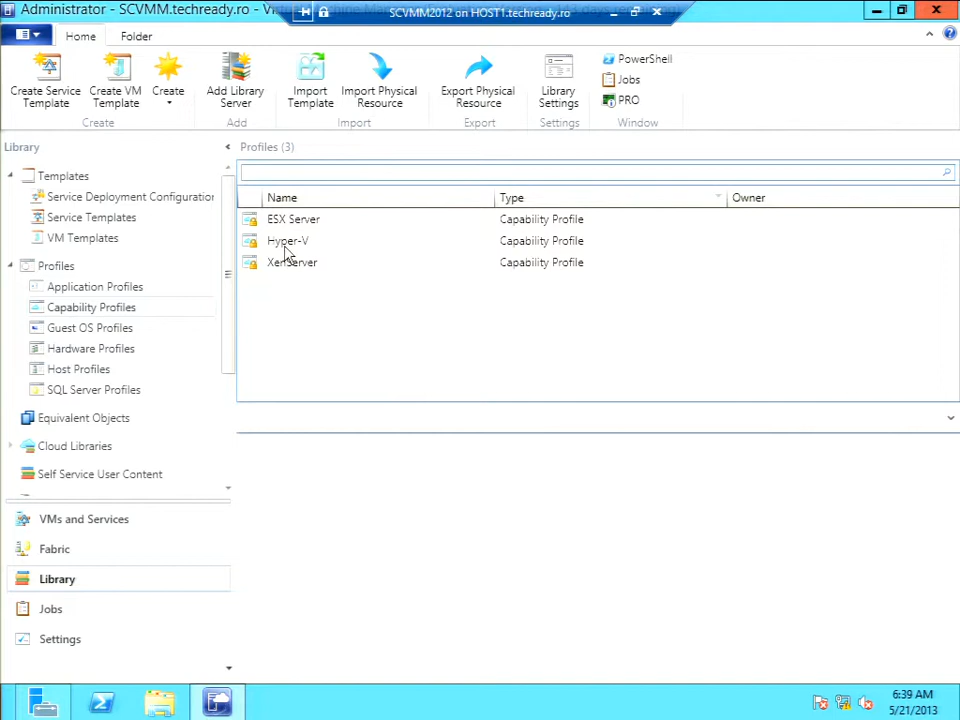 Administrator - SCVMM.techready.ro -
SCVMM2012 on HOST1.techready.ro
Home
Folder
Create Service Template
Create VM Template
Create
Add Library Server
Import Template
Import Physical Resource
Export Physical Resource
Library Settings
PowerShell
Jobs
PRO
Create
Add
Import
Export
Settings
Window
Library
Profiles (3)
Templates
Service Deployment Configuration
Service Templates
VM Templates
Profiles
Application Profiles
Capability Profiles
Guest OS Profiles
Hardware Profiles
Host Profiles
SQL Server Profiles
Equivalent Objects
Cloud Libraries
Self Service User Content
Name Type Owner
ESX Server Capability Profile
Hyper-V Capability Profile
XenServer Capability Profile
VMs and Services
Fabric
Library
Jobs
Settings
6:39 AM
5/21/2013